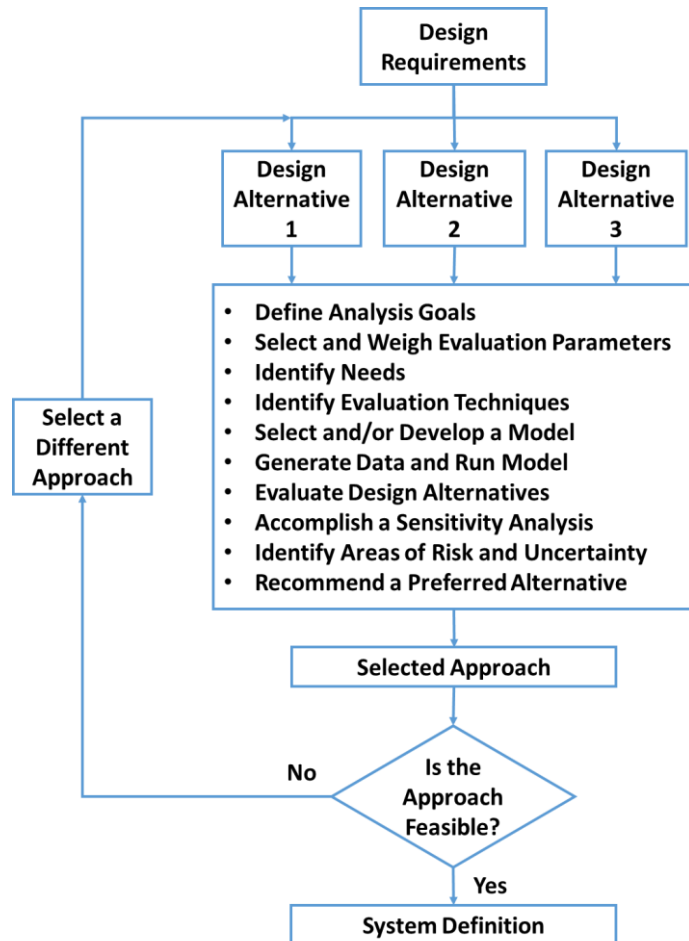 Design
Requirements
Design
Alternative
1
Design
Alternative
2
Design
Alternative
3
• Define Analysis Goals
• Select and Weigh Evaluation Parameters
• Identify Needs
• Identify Evaluation Techniques
• Select and/or Develop a Model
• Generate Data and Run Model
• Evaluate Design Alternatives
• Accomplish a Sensitivity Analysis
• Identify Areas of Risk and Uncertainty
• Recommend a Preferred Alternative
Select a
Different
Approach
Selected Approach
No
Is the
Approach
Feasible?
Yes
System Definition